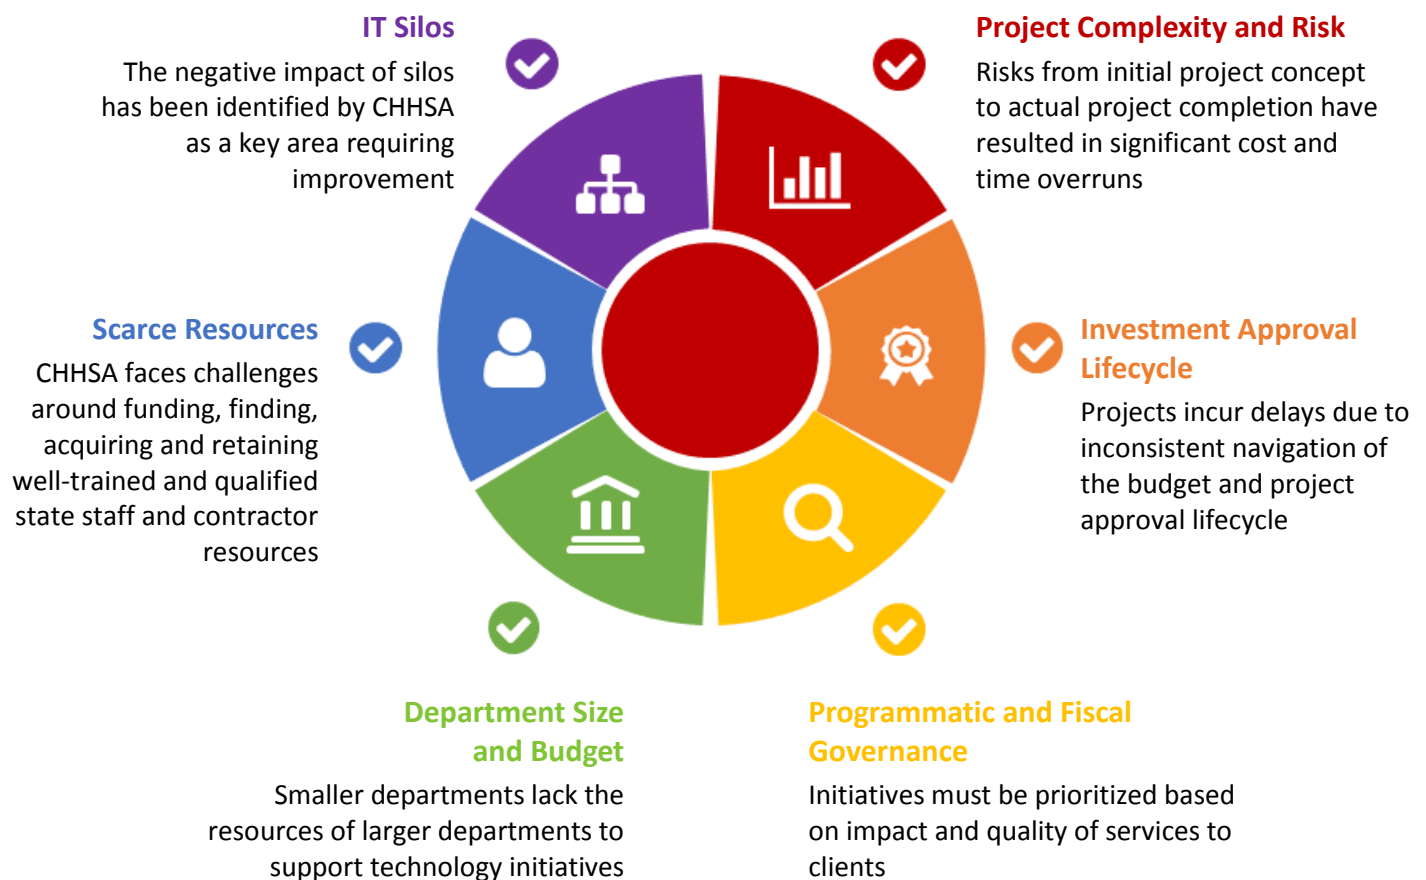 IT Silos
The negative impact of silos
has been identified by CHHSA
as a key area requiring
improvement
Project Complexity and Risk
Risks from initial project concept
to actual project completion have
resulted in significant cost and
time overruns
Scarce Resources
CHHSA faces challenges
around funding, finding,
acquiring and retaining
well-trained and qualified
state staff and contractor
resources
Investment Approval
Lifecycle
Projects incur delays due to
inconsistent navigation of
the budget and project
approval lifecycle
Department Size
and Budget
Smaller departments lack the
resources of larger departments to
support technology initiatives
Programmatic and Fiscal
Governance
Initiatives must be prioritized based
on impact and quality of services to
clients